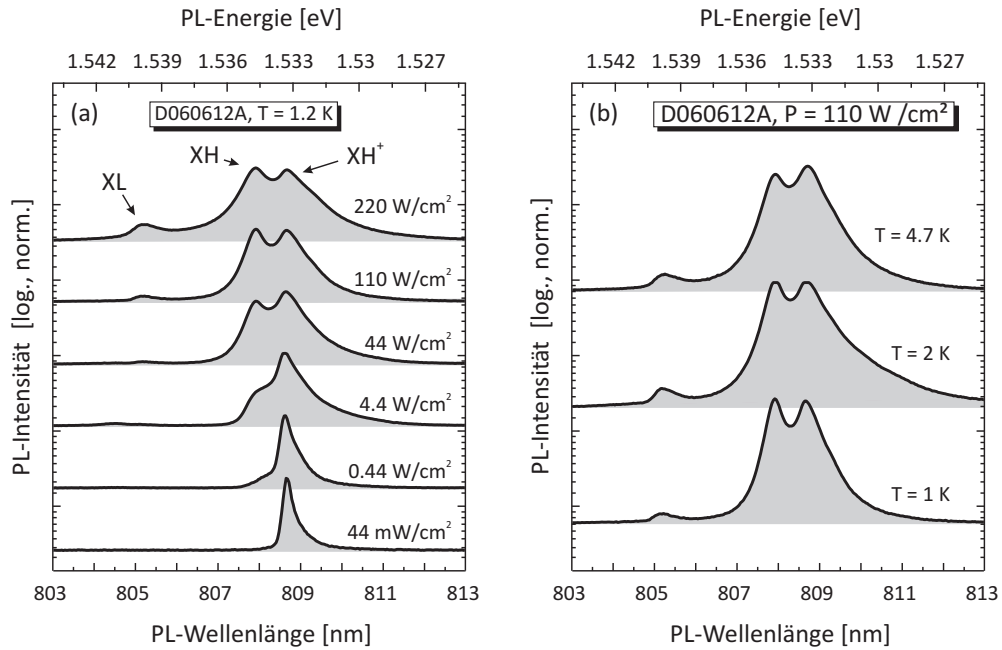 PL-Energie [eV]
1.542 1.539 1.536 1.533 1.53 1.527
(a)
D060612A, T = 1.2 K
XH
XH⁺
XL
220 W/cm²
110 W/cm²
44 W/cm²
4.4 W/cm²
0.44 W/cm²
44 mW/cm²
PL-Intensität [log., norm.]
803 805 807 809 811 813
PL-Wellenlänge [nm]
PL-Energie [eV]
1.542 1.539 1.536 1.533 1.53 1.527
(b)
D060612A, P = 110 W /cm²
T = 4.7 K
T = 2 K
T = 1 K
PL-Intensität [log., norm.]
803 805 807 809 811 813
PL-Wellenlänge [nm]